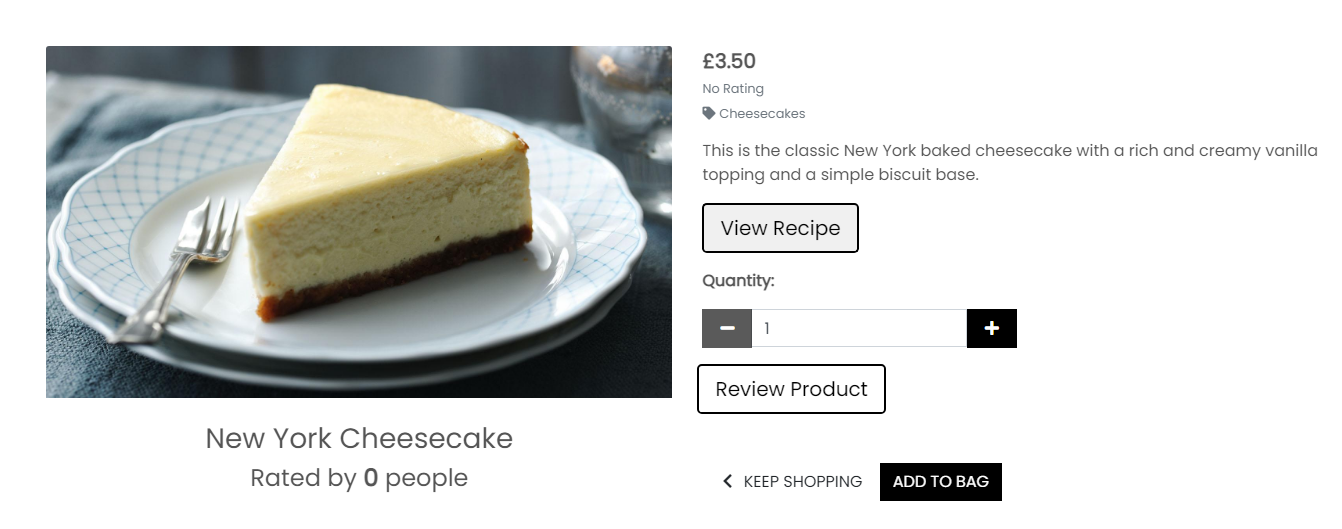 £3.50
No Rating
Cheesecakes
This is the classic New York baked cheesecake with a rich and creamy vanilla
topping and a simple biscuit base.
View Recipe
Quantity:
1
Review Product
New York Cheesecake
Rated by 0 people
KEEP SHOPPING
ADD TO BAG